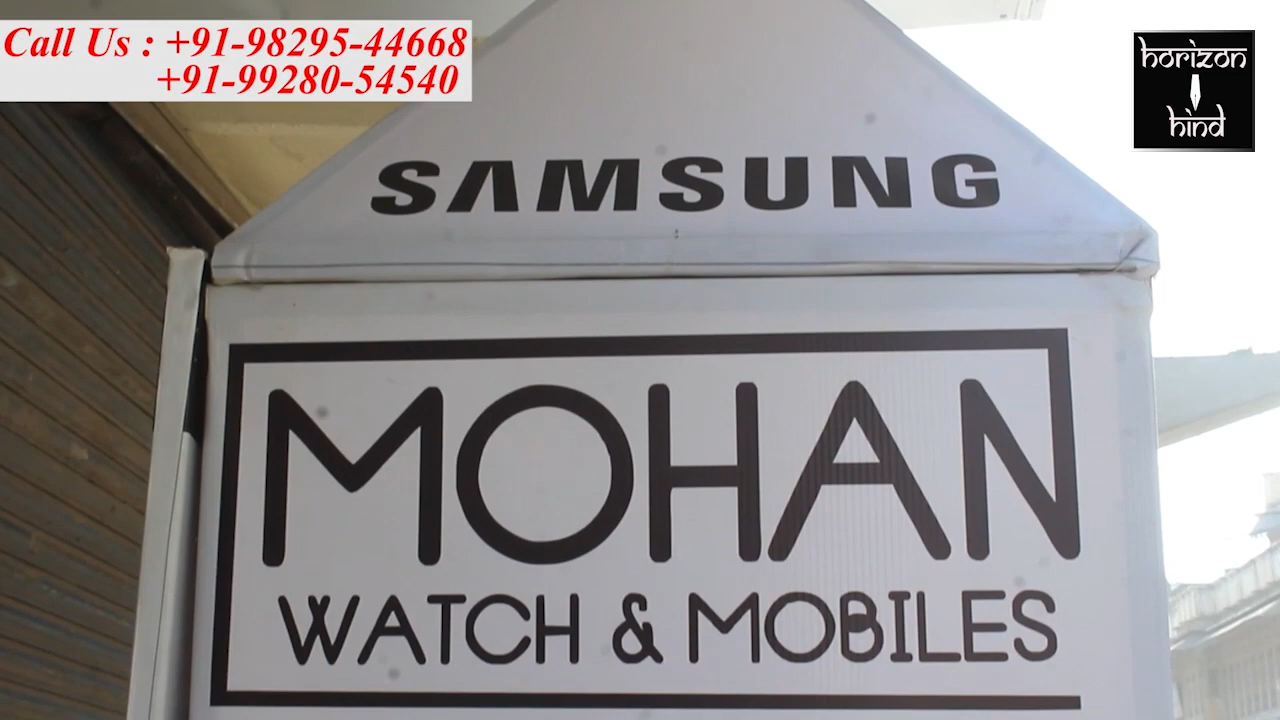 Call Us : +91-98295-44668
+91-99280-54540
horizon
hind
SAMSUNG
MOHAN
WATCH & MOBILES